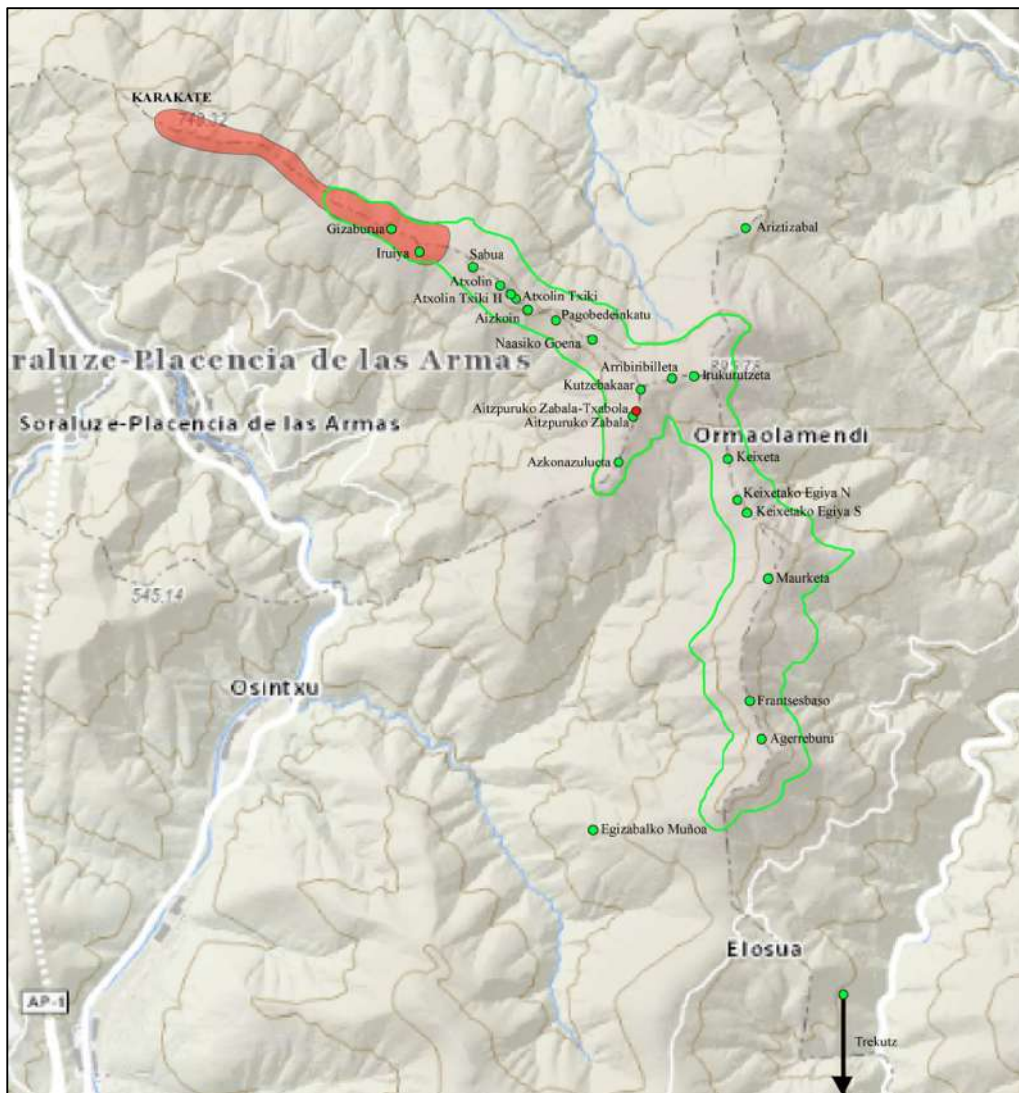 KARAKATE
749.32
Gizaburua
Ariztizabal
Iruiya
Sabua
Atxolin
Atxolin Txiki II
Atxolin Txiki
Aizkoin
Pagobedeinkatu
Naasiko Goena
raluze-Placencia de las Armas
Arribiribilleta
Irukurutzeta
Kutzebakaar
Aitzpuruko Zabala-Txabola
Aitzpuruko Zabala
Soraluze-Placencia de las Armas
Ormaolamendi
Azkonazulueta
Keixeta
Keixetako Egiya N
Keixetako Egiya S
Maurketa
545.14
Osintxu
Frantsesbaso
Agerreburu
Egizabalko Muñoa
Elosua
AP-1
Trekutz